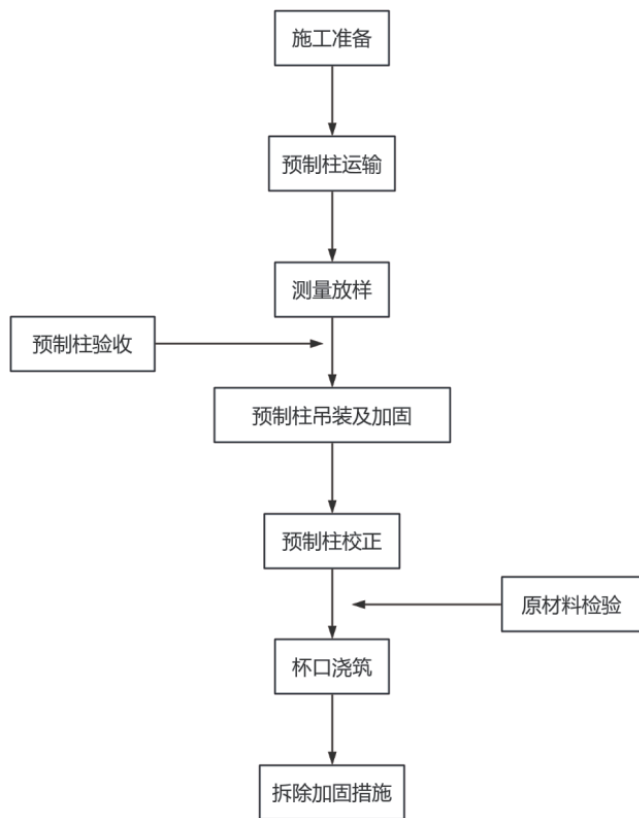 施工准备
预制柱运输
测量放样
预制柱验收
预制柱吊装及加固
预制柱校正
原材料检验
杯口浇筑
拆除加固措施